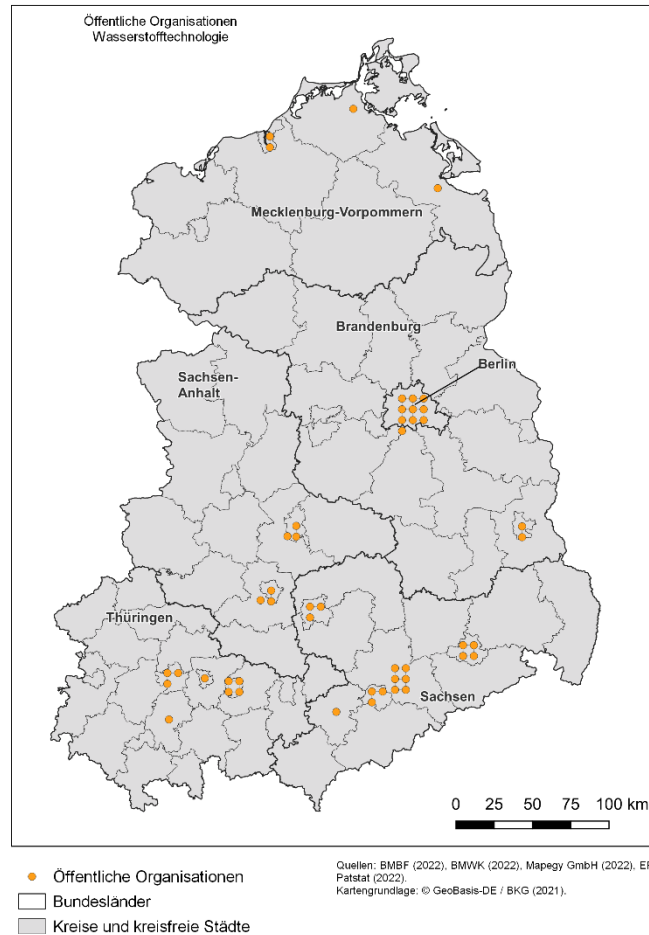 Öffentliche Organisationen
Wasserstofftechnologie
Mecklenburg-Vorpommern
Brandenburg
Berlin
Sachsen-
Anhalt
Thüringen
Sachsen
0 25 50 75 100 km
Öffentliche Organisationen
Bundesländer
Kreise und kreisfreie Städte
Quellen: BMBF (2022), BMWK (2022), Mapegy GmbH (2022),
Patstat (2022).
Kartengrundlage: © GeoBasis-DE / BKG (2021).